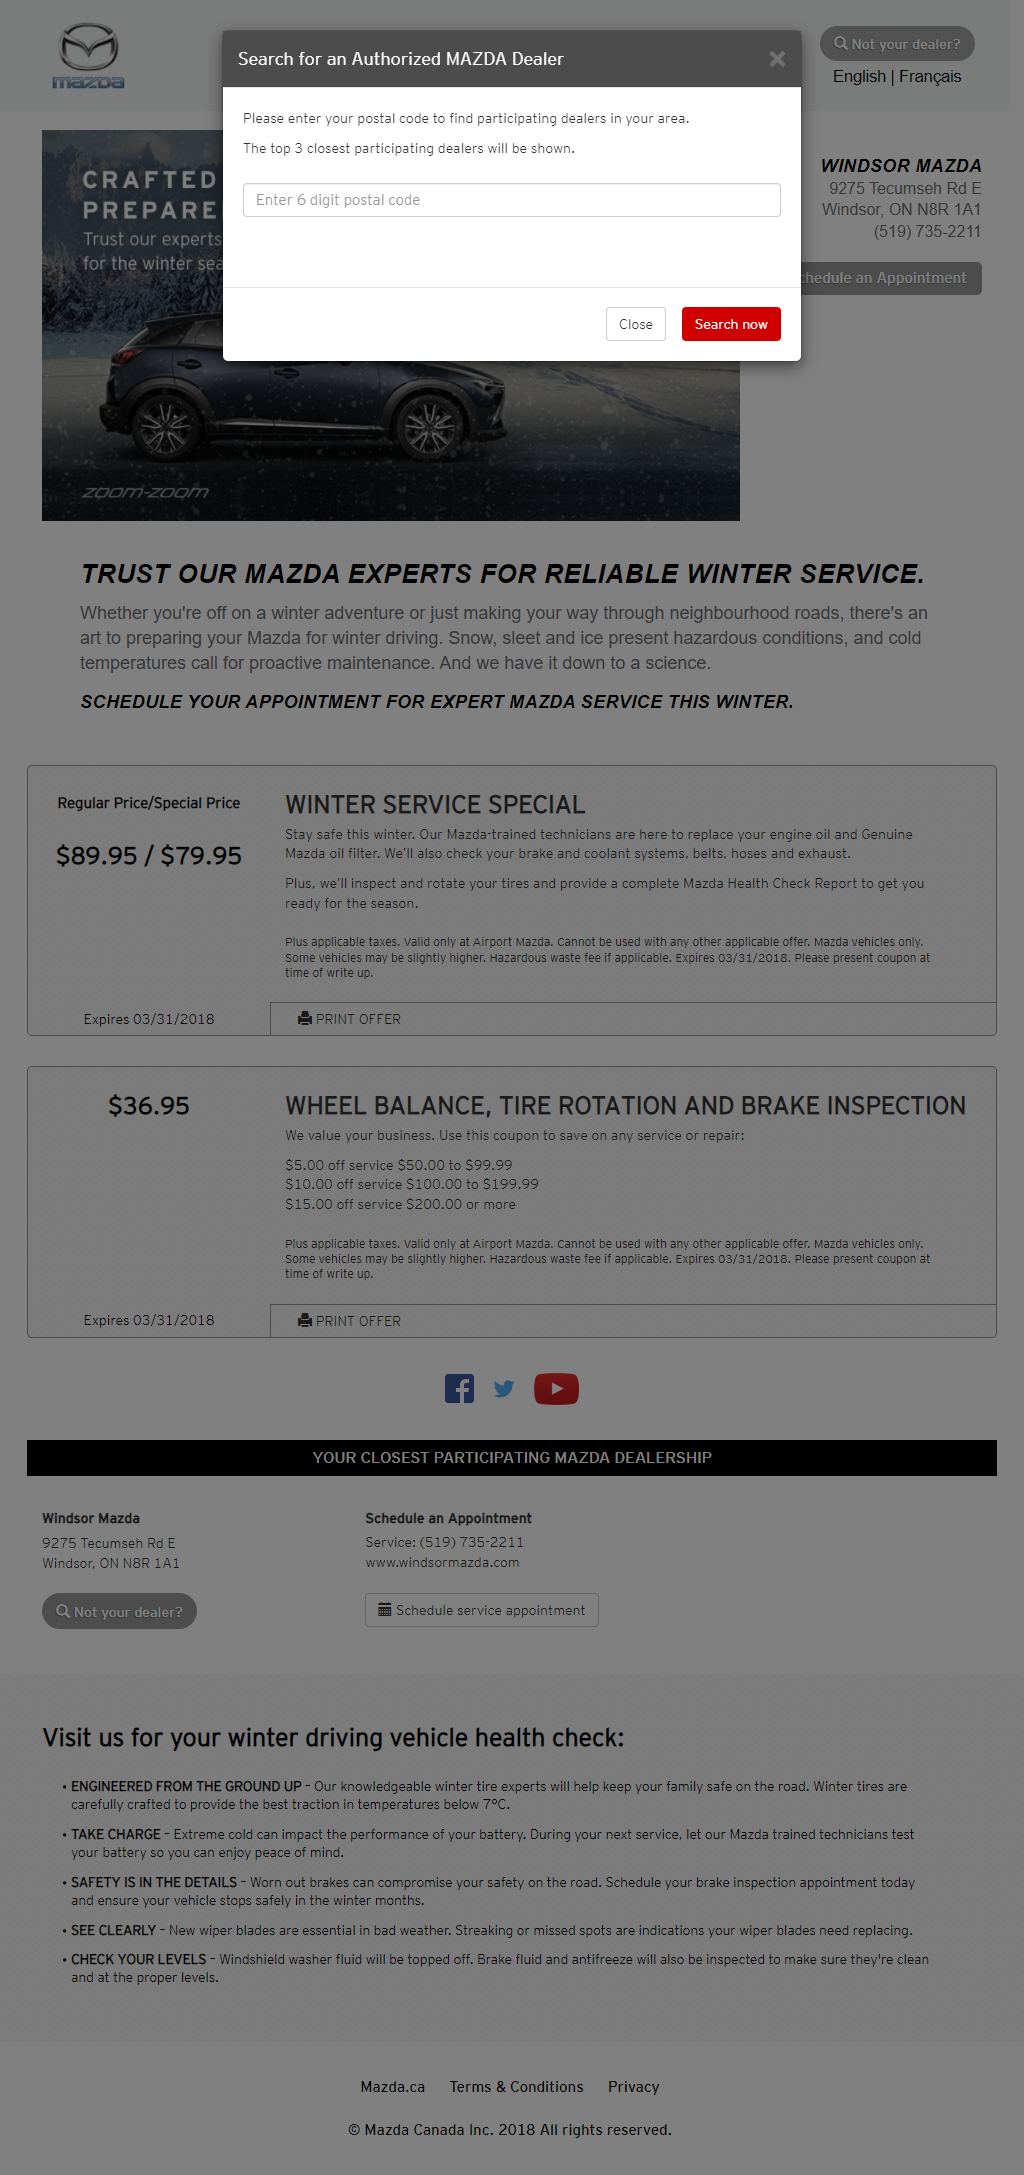 mazda
Search for an Authorized MAZDA Dealer
Not your dealer?
English | Français
Please enter your postal code to find participating dealers in your area.
The top 3 closest participating dealers will be shown.
Enter 6 digit postal code
Close
Search now
CRAFTED
Trust our experts
for the winter
zoom-zoom
WINDSOR MAZDA
9275 Tecumseh Rd E
Windsor, ON N8R 1A1
(519) 735-2211
an Appointment
TRUST OUR MAZDA EXPERTS FOR RELIABLE WINTER SERVICE.
Whether you're off on a winter adventure or just making your way through neighbourhood roads, there's an
art to preparing your Mazda for winter driving. Snow, sleet and ice present hazardous conditions, and cold
temperatures call for proactive maintenance. And we have it down to a science.
SCHEDULE YOUR APPOINTMENT FOR EXPERT MAZDA SERVICE THIS WINTER.
Regular Price/Special Price
$89.95 / $79.95
Expires 03/31/2018
WINTER SERVICE SPECIAL
Stay safe this winter. Our Mazda-trained technicians are here to replace your engine oil and Genuine
Mazda oil filter. We'll also check your brake and coolant systems, belts, hoses and exhaust.
Plus, we'll inspect and rotate your tires and provide a complete Mazda Health Check Report to get you
ready for the season.
Plus applicable taxes. Valid only at Airport Mazda. Cannot be used with any other applicable offer. Mazda vehicles only.
Some vehicles may be slightly higher. Hazardous waste fee if applicable. Expires 03/31/2018. Please present coupon at
time of write up.
PRINT OFFER
$36.95
Expires 03/31/2018
WHEEL BALANCE, TIRE ROTATION AND BRAKE INSPECTION
We value your business. Use this coupon to save on any service or repair:
$5.00 off service $50.00 to $99.99
$10.00 off service $100.00 to $199.99
$15.00 off service $200.00 or more
Plus applicable taxes. Valid only at Airport Mazda. Cannot be used with any other applicable offer. Mazda vehicles only.
Some vehicles may be slightly higher. Hazardous waste fee if applicable. Expires 03/31/2018. Please present coupon at
time of write up.
PRINT OFFER
YOUR CLOSEST PARTICIPATING MAZDA DEALERSHIP
Windsor Mazda
9275 Tecumseh Rd E
Windsor, ON N8R 1A1
Not your dealer?
Schedule an Appointment
Service: (519) 735-2211
www.windsormazda.com
Schedule service appointment
Visit us for your winter driving vehicle health check:
• ENGINEERED FROM THE GROUND UP – Our knowledgeable winter tire experts will help keep your family safe on the road. Winter tires are
carefully crafted to provide the best traction in temperatures below 7°C.
• TAKE CHARGE – Extreme cold can impact the performance of your battery. During your next service, let our Mazda trained technicians test
your battery so you can enjoy peace of mind.
• SAFETY IS IN THE DETAILS – Worn out brakes can compromise your safety on the road. Schedule your brake inspection appointment today
and ensure your vehicle stops safely in the winter months.
• SEE CLEARLY – New wiper blades are essential in bad weather. Streaking or missed spots are indications your wiper blades need replacing.
• CHECK YOUR LEVELS – Windshield washer fluid will be topped off. Brake fluid and antifreeze will also be inspected to make sure they're clean
and at the proper levels.
Mazda.ca
Terms & Conditions
Privacy
© Mazda Canada Inc. 2018 All rights reserved.